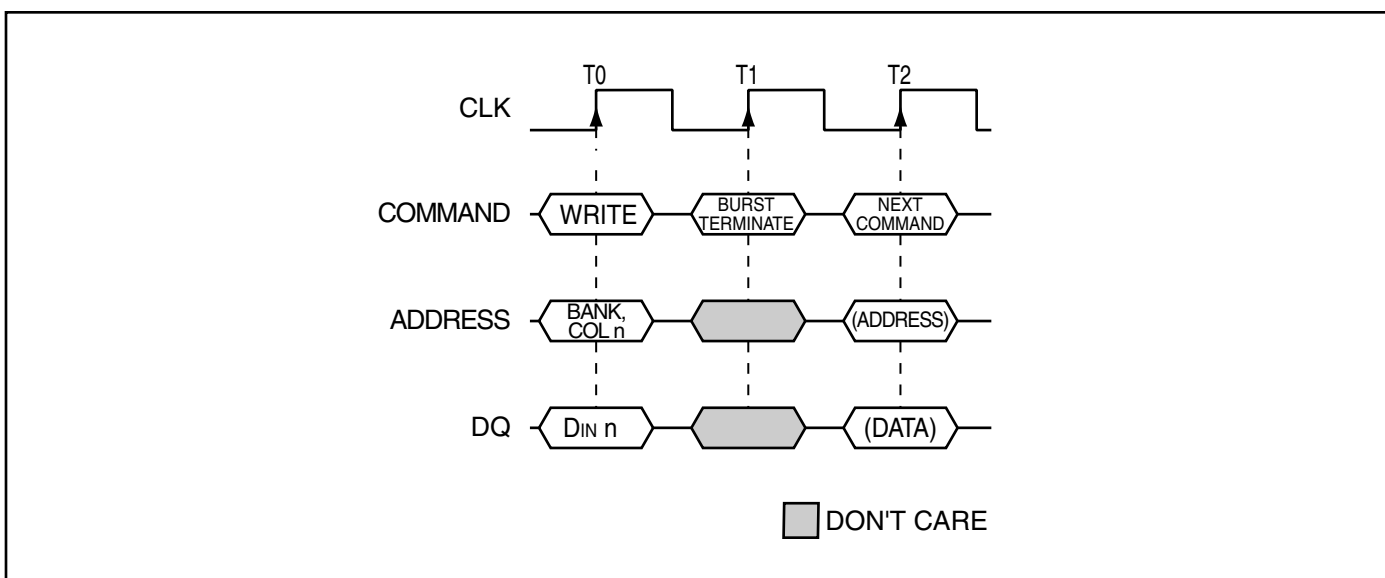 T0 T1 T2
CLK
COMMAND WRITE BURST TERMINATE NEXT COMMAND
ADDRESS BANK, COL n (ADDRESS)
DQ DIN n (DATA)
DON'T CARE